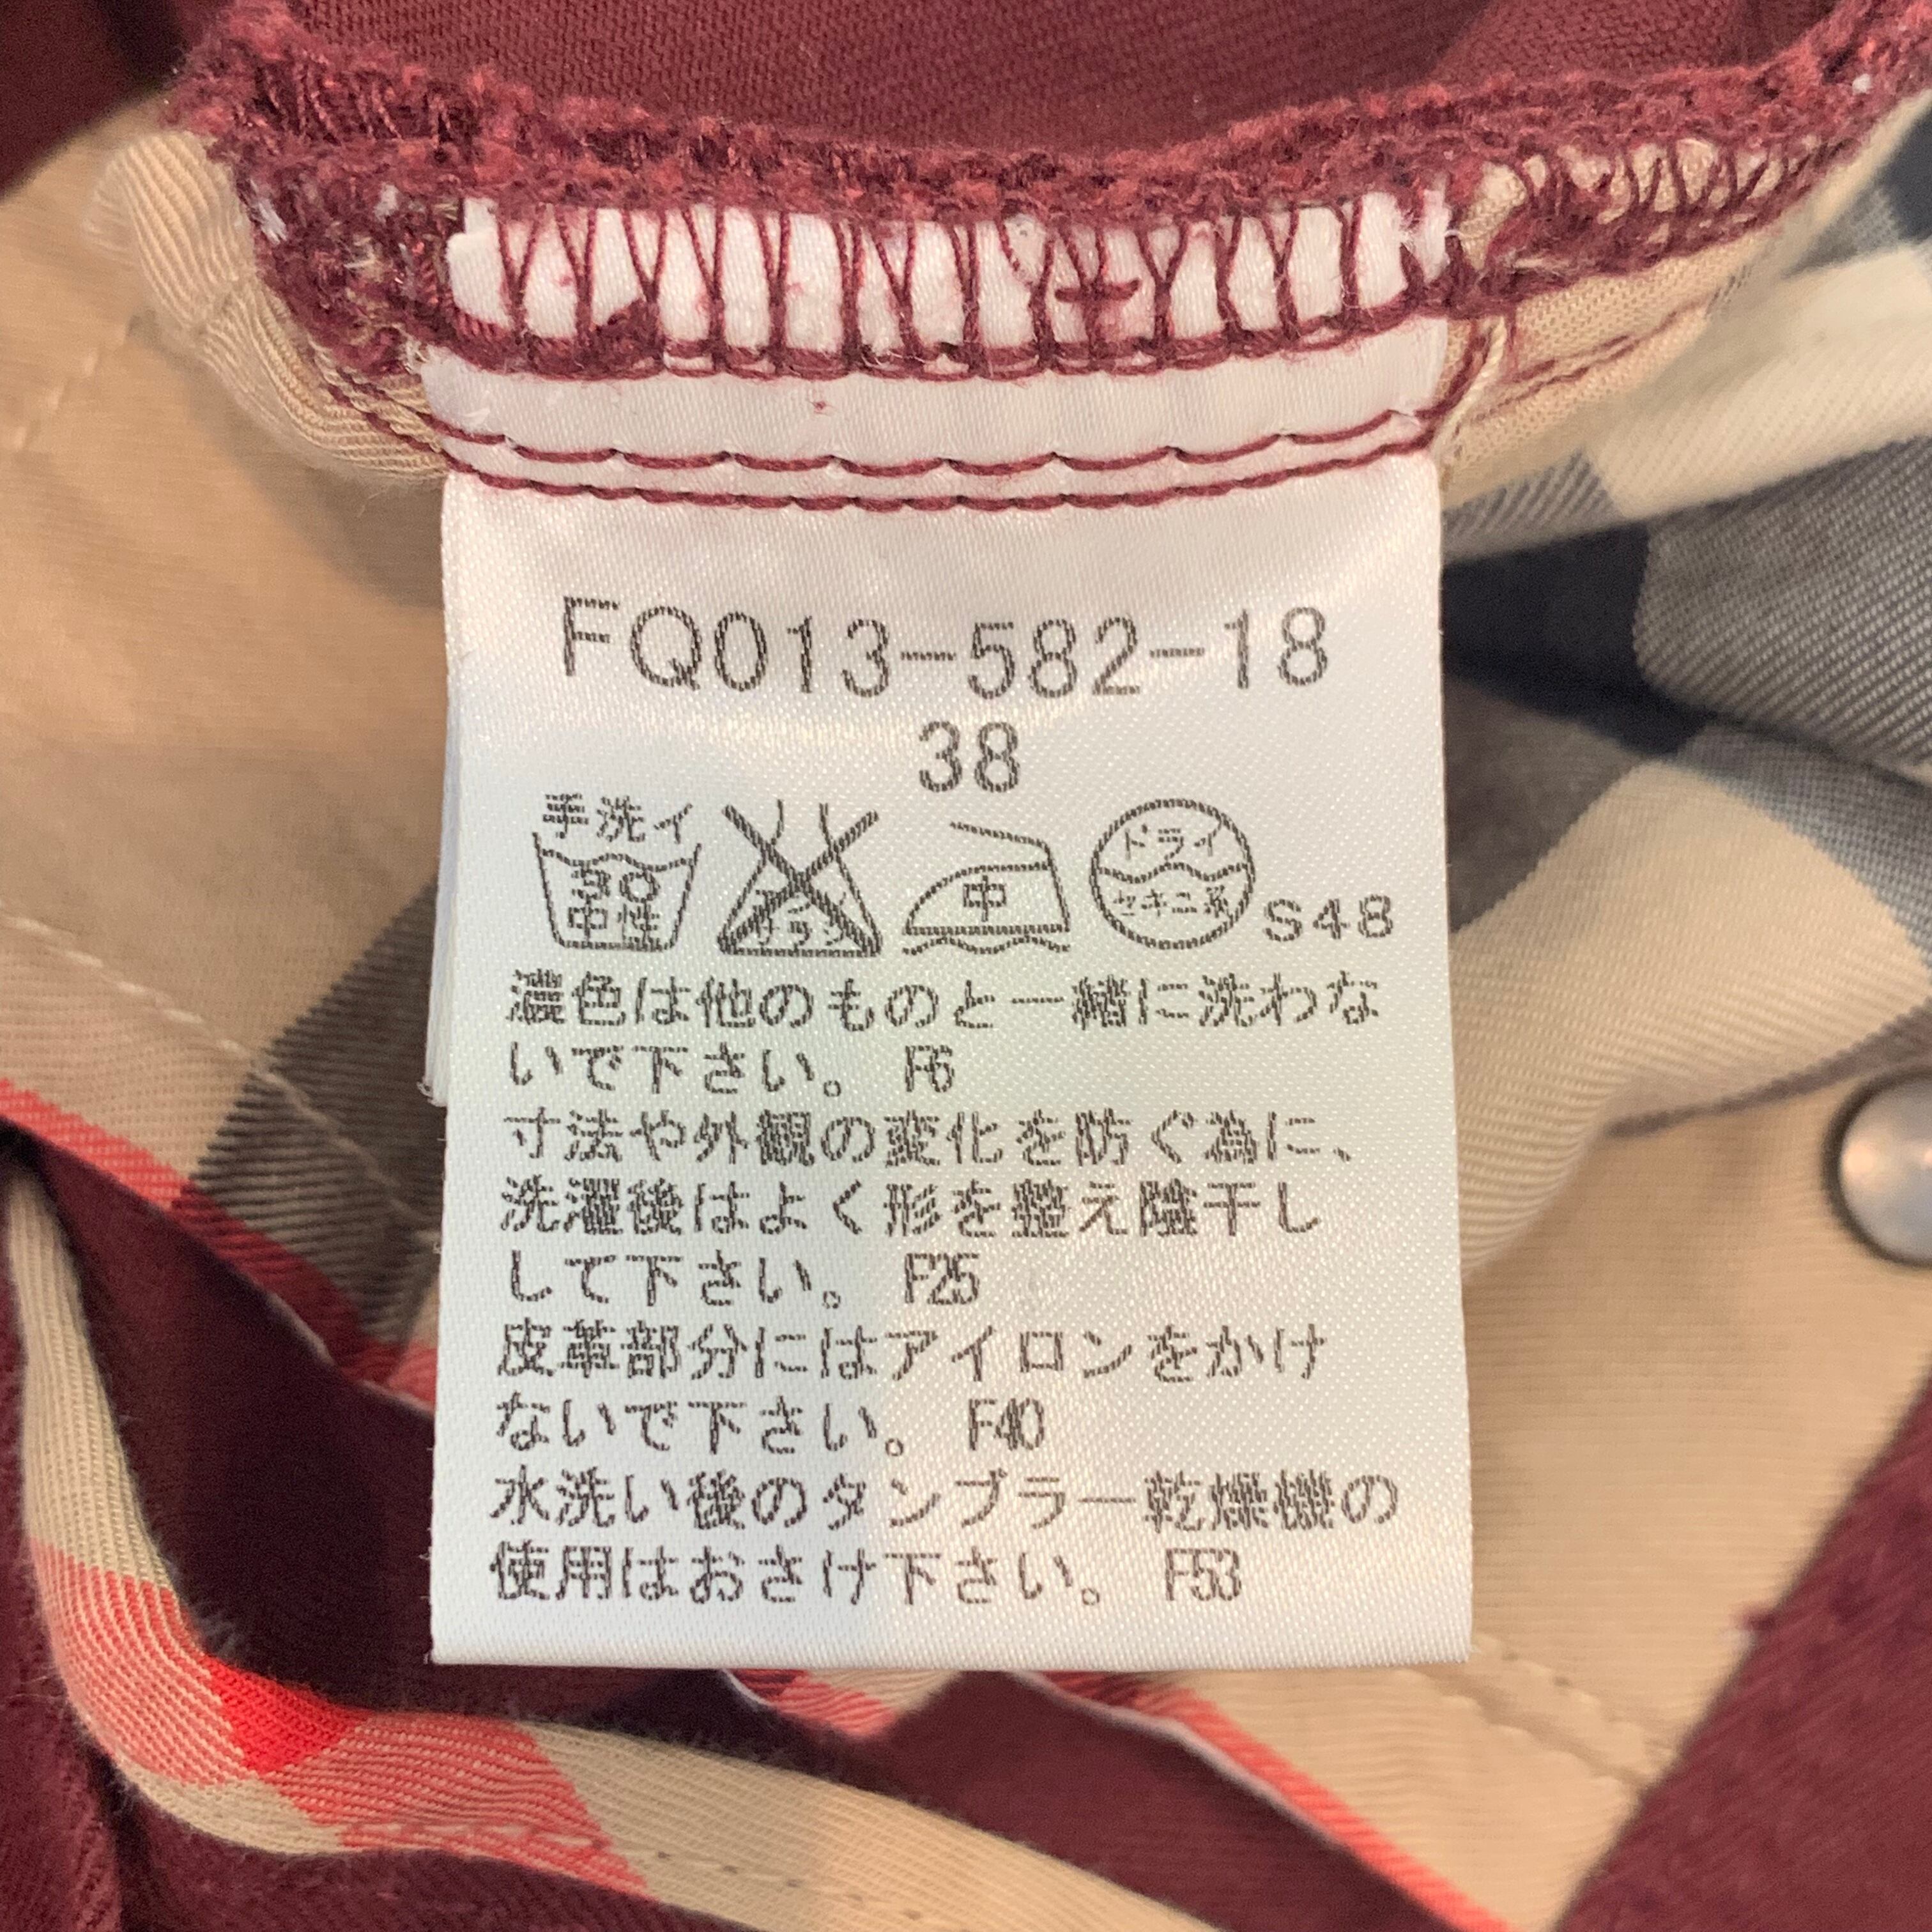 FQ013-582-18
38
手洗イ
30
中性
中
ドライ
セキユ系
S48
濃色は他のものと一緒に洗わな
いで下さい。 F6
寸法や外観の変化を防ぐ為に、
洗濯後はよく形を整え陰干し
して下さい。 F25
皮革部分にはアイロンをかけ
ないで下さい。 F40
水洗い後のタンブラー乾燥機の
使用はおさけ下さい。 F53